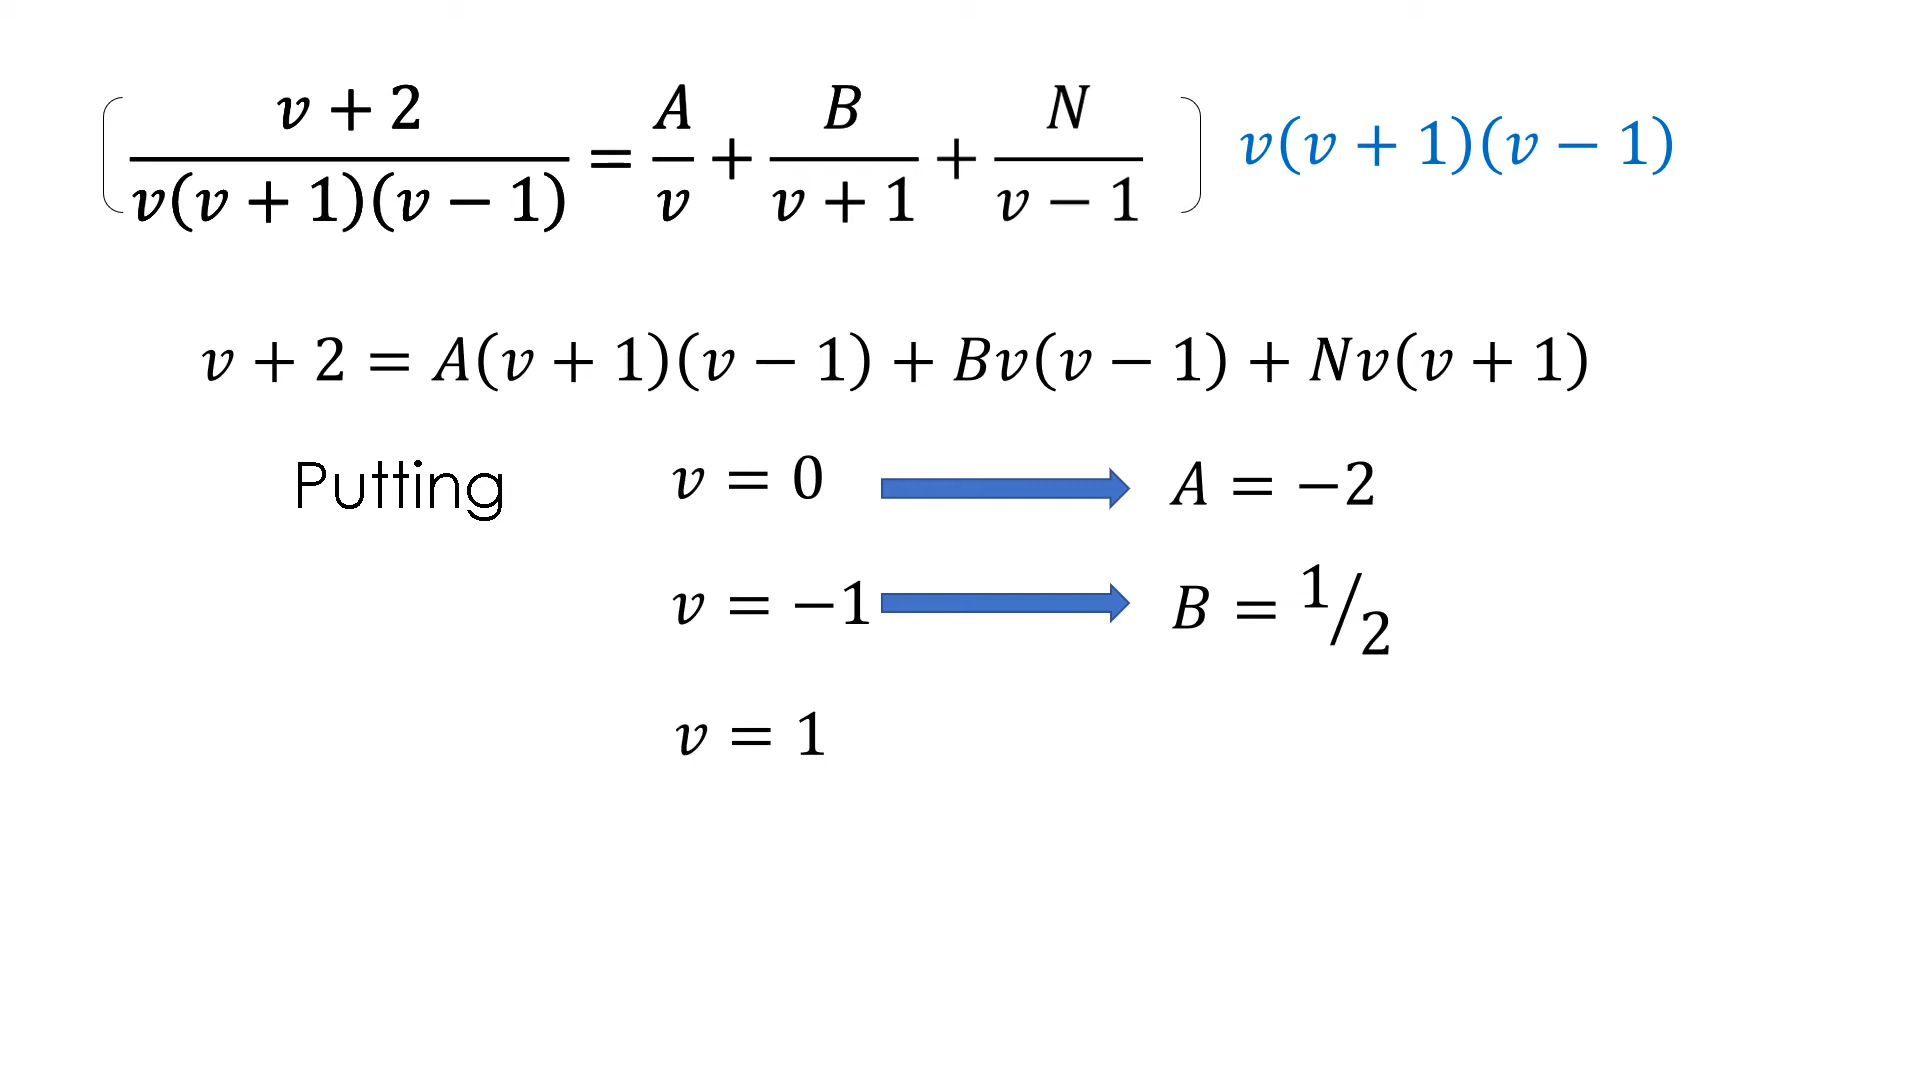 (v + 2)/(v(v + 1)(v − 1)) = A/v + B/(v + 1) + N/(v − 1) v(v + 1)(v − 1)
v + 2 = A(v + 1)(v − 1) + Bv(v − 1) + Nv(v + 1)
Putting v = 0 A = −2
v = −1 B = 1/2
v = 1